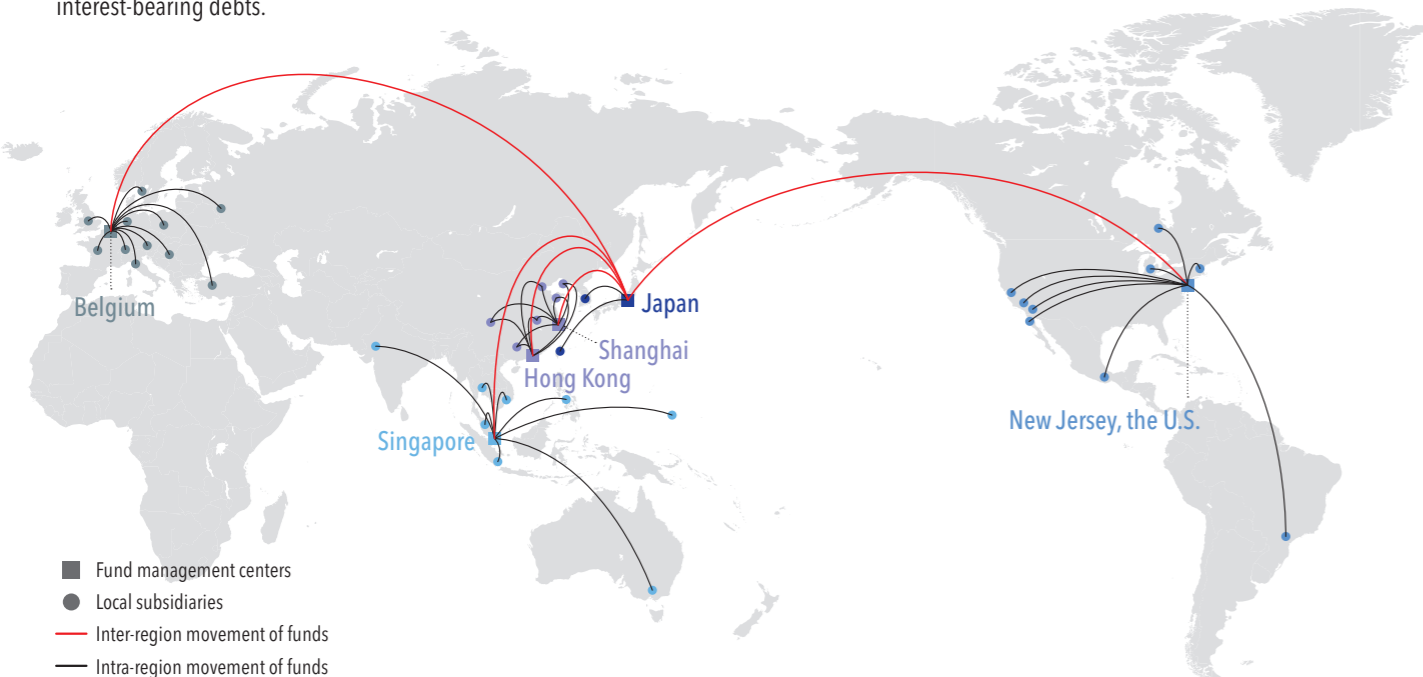 interest-bearing debts.
Belgium
Japan
Shanghai
Hong Kong
Singapore
New Jersey, the U.S.
Fund management centers
Local subsidiaries
Inter-region movement of funds
Intra-region movement of funds